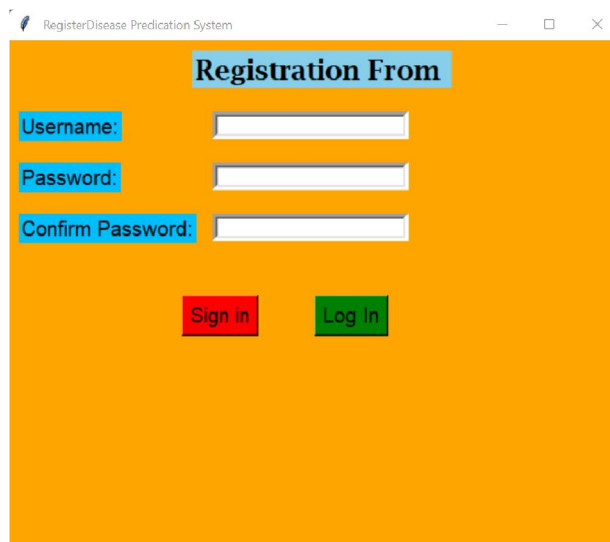 RegisterDisease Predication System
Registration From
Username:
Password:
Confirm Password:
Sign in Log In